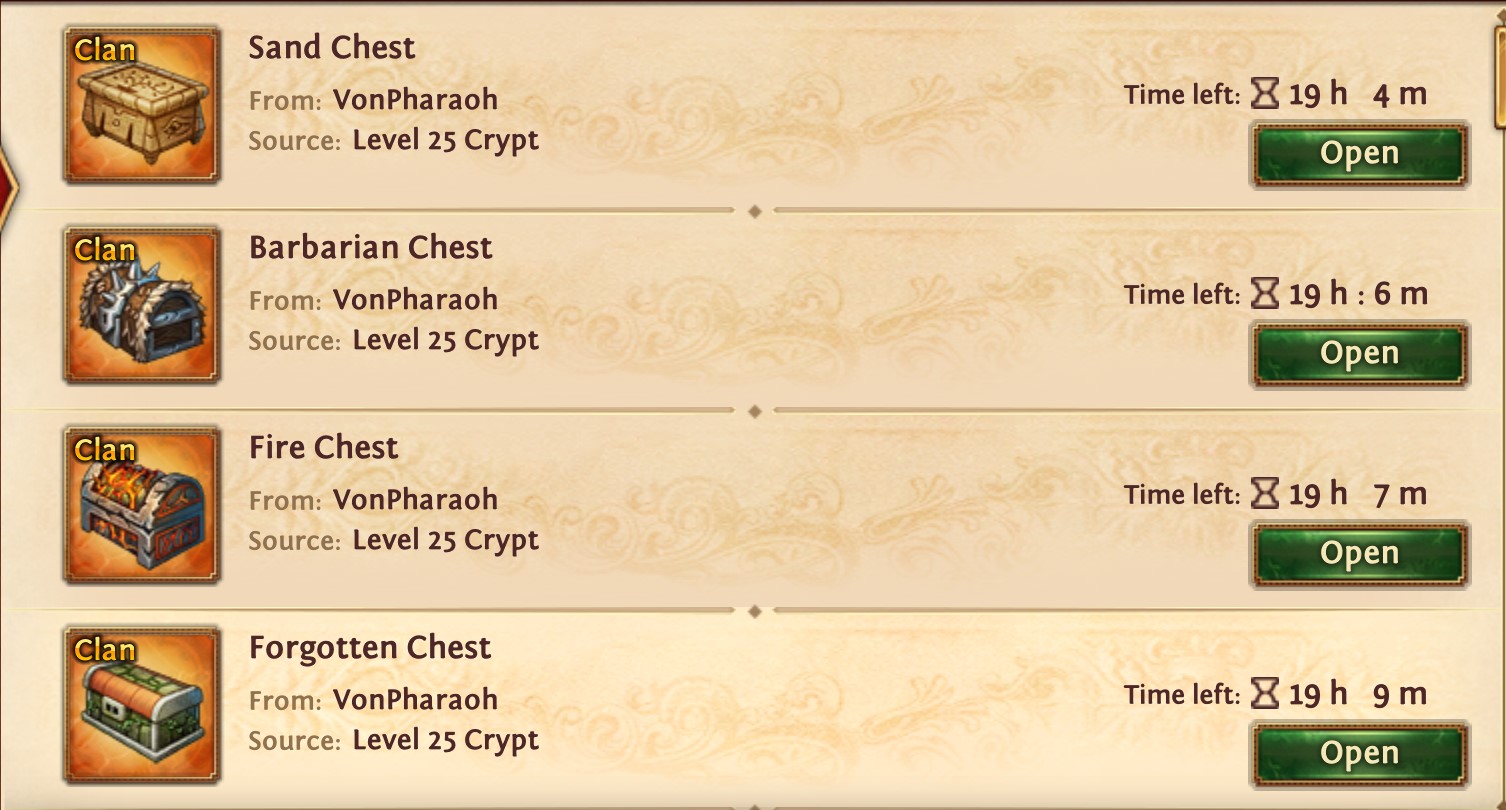 Clan
Sand Chest
From: VonPharaoh
Source: Level 25 Crypt
Time left: 19 h 4 m
Open
Clan
Barbarian Chest
From: VonPharaoh
Source: Level 25 Crypt
Time left: 19 h : 6 m
Open
Clan
Fire Chest
From: VonPharaoh
Source: Level 25 Crypt
Time left: 19 h 7 m
Open
Clan
Forgotten Chest
From: VonPharaoh
Source: Level 25 Crypt
Time left: 19 h 9 m
Open